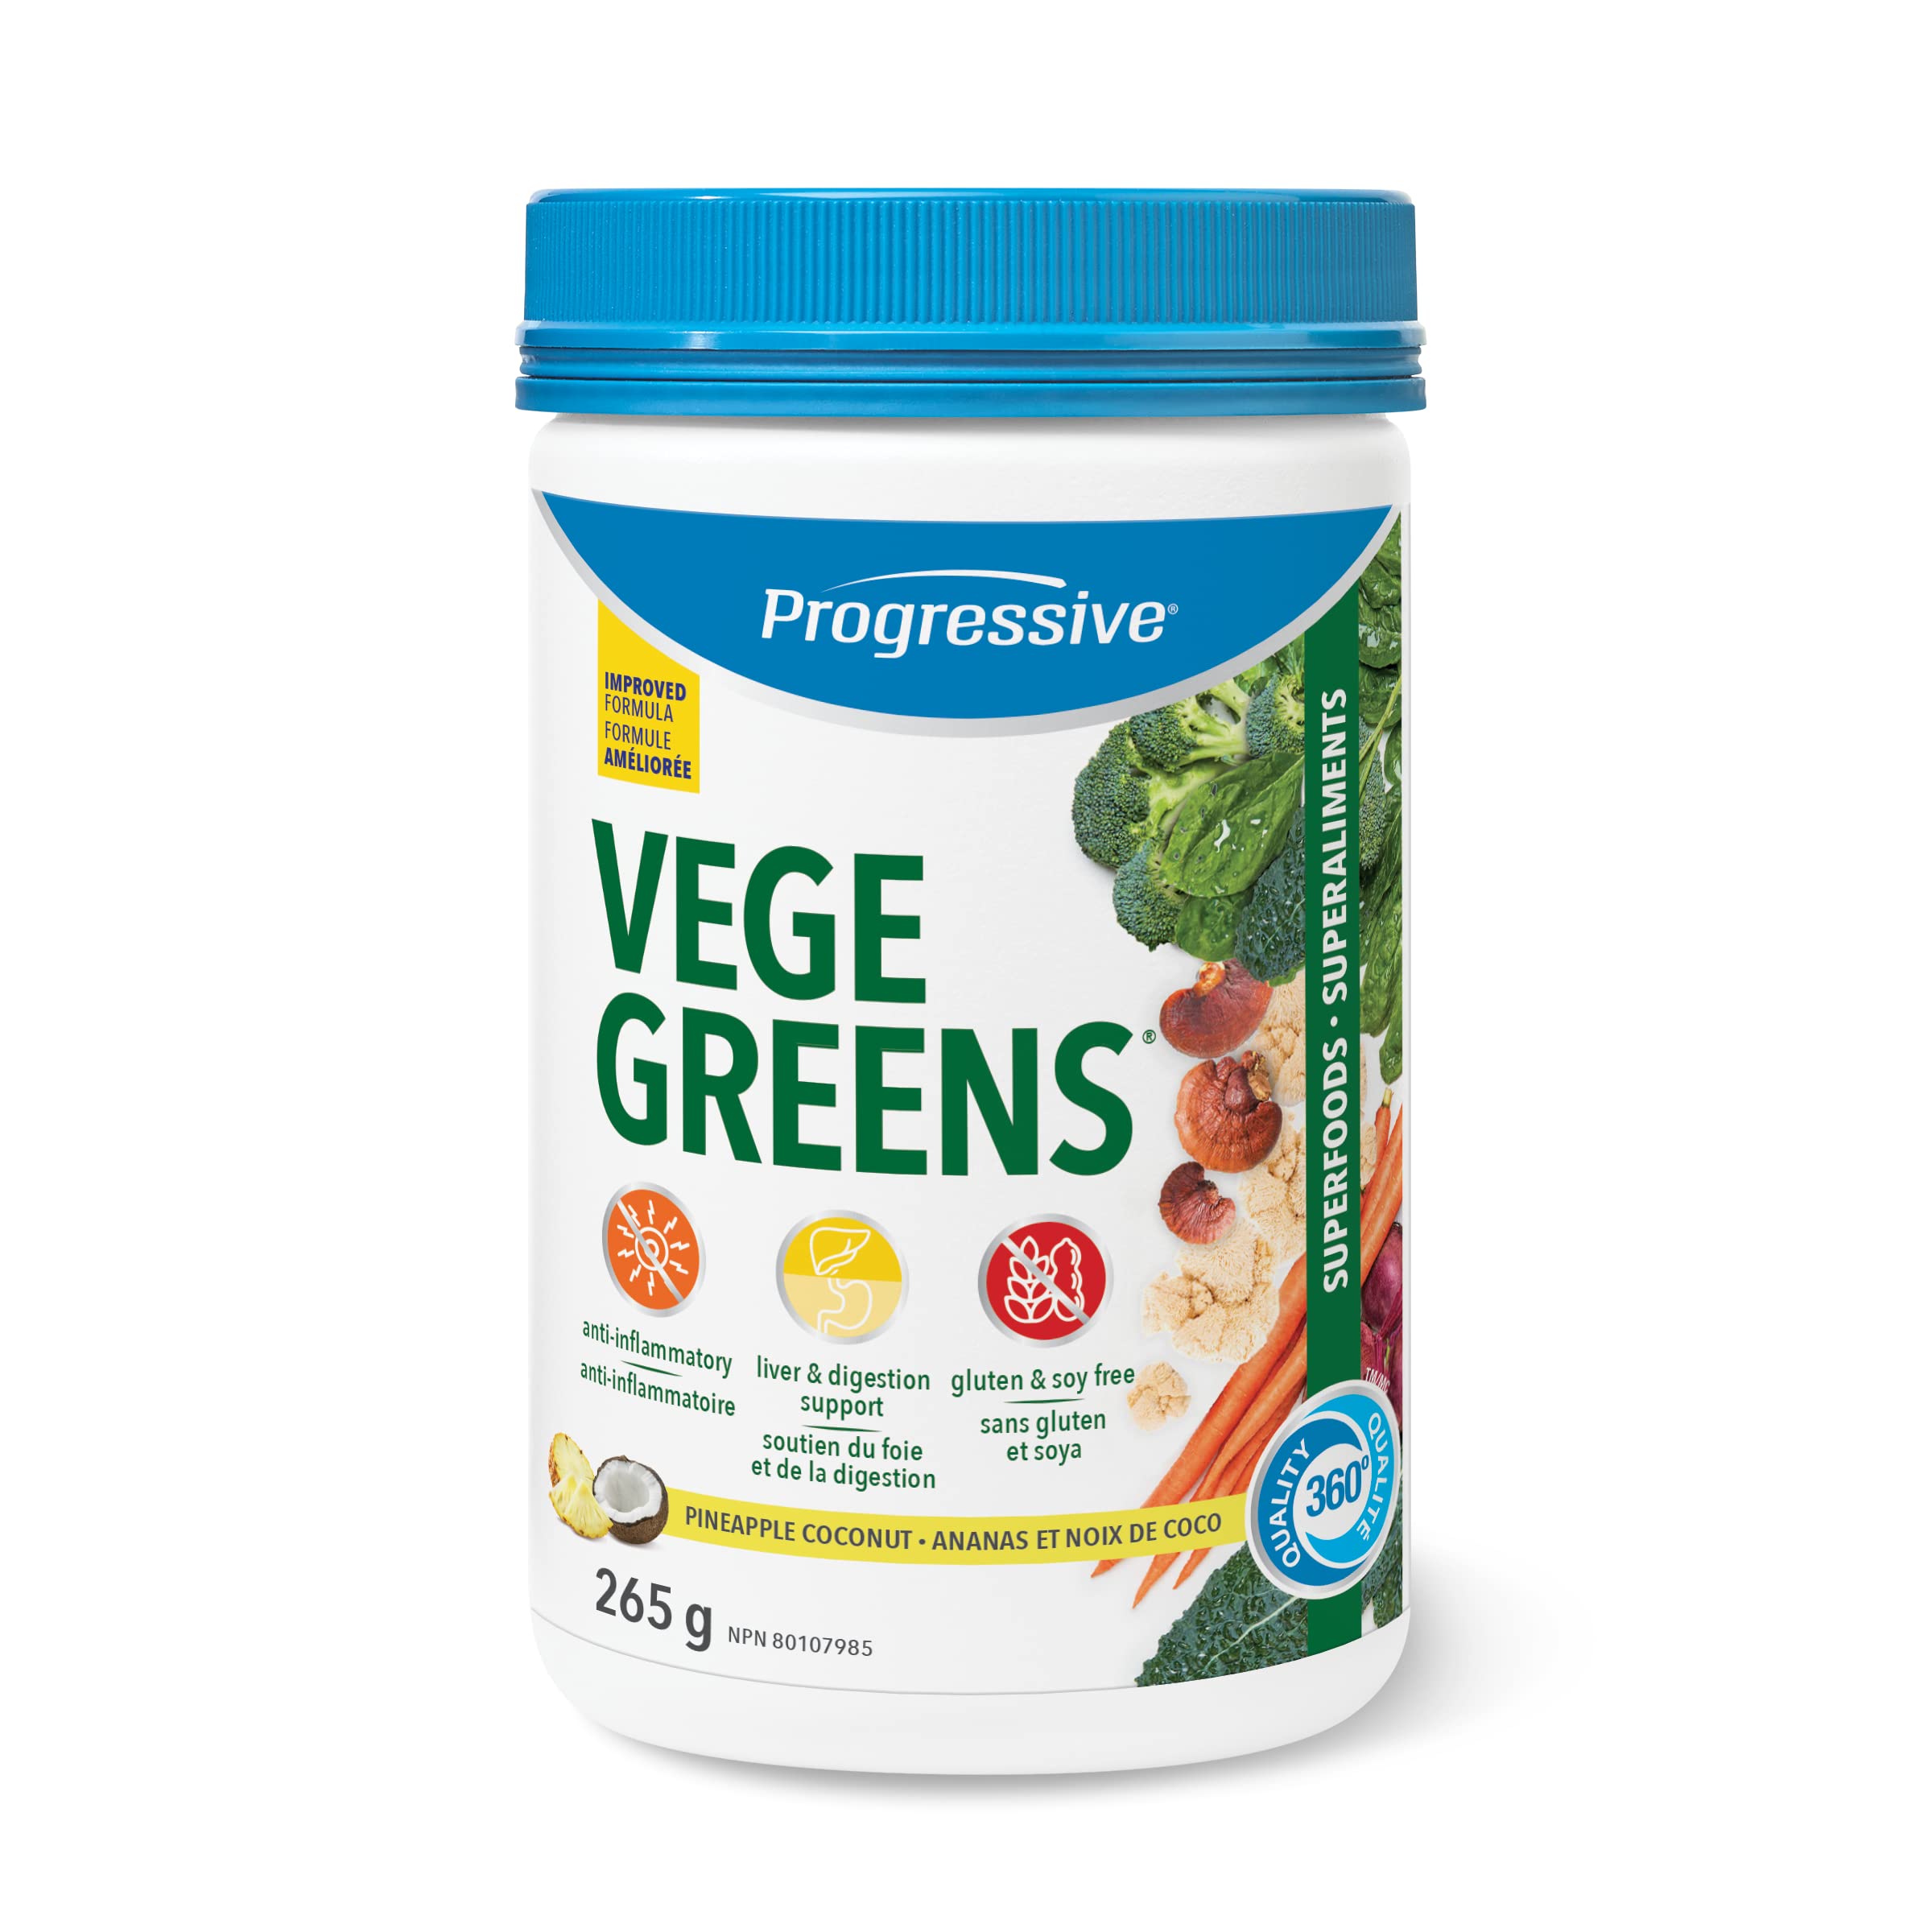 Progressive®
IMPROVED
FORMULA
FORMULE
AMÉLIORÉE
VEGE
GREENS®
anti-inflammatory
anti-inflammatoire
liver & digestion
support
soutien du foie
et de la digestion
gluten & soy free
sans gluten
et soya
PINEAPPLE COCONUT • ANANAS ET NOIX DE COCO
265 g NPN 80107985
SUPERFOODS • SUPERALIMENTS
QUALITY
360°
QUALITÉ